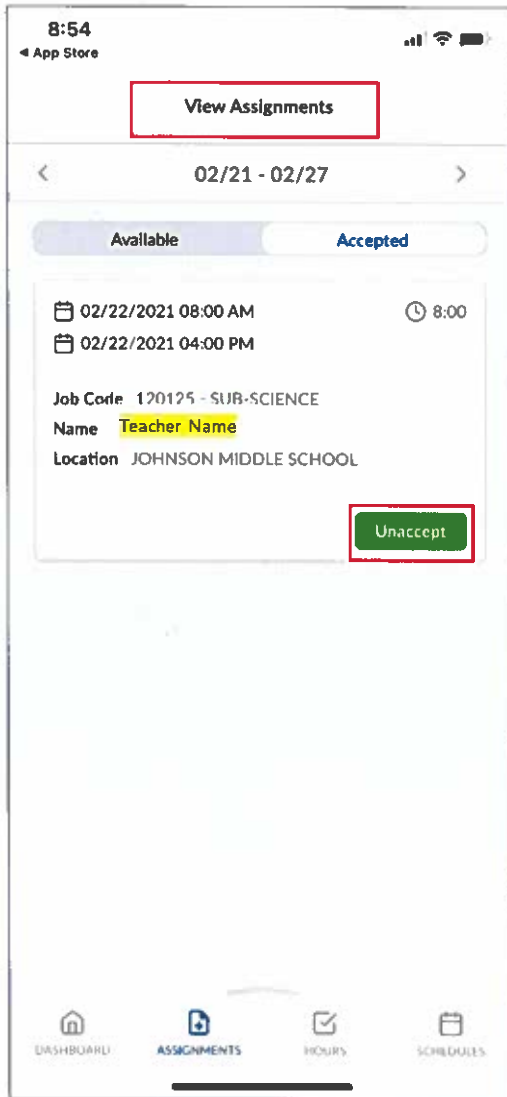 8:54
◀ App Store
View Assignments
< 02/21 - 02/27 >
Available Accepted
02/22/2021 08:00 AM 8:00
02/22/2021 04:00 PM
Job Code 120125 - SUB-SCIENCE
Name Teacher Name
Location JOHNSON MIDDLE SCHOOL
Unaccept
DASHBOARD ASSIGNMENTS HOURS SCHEDULES